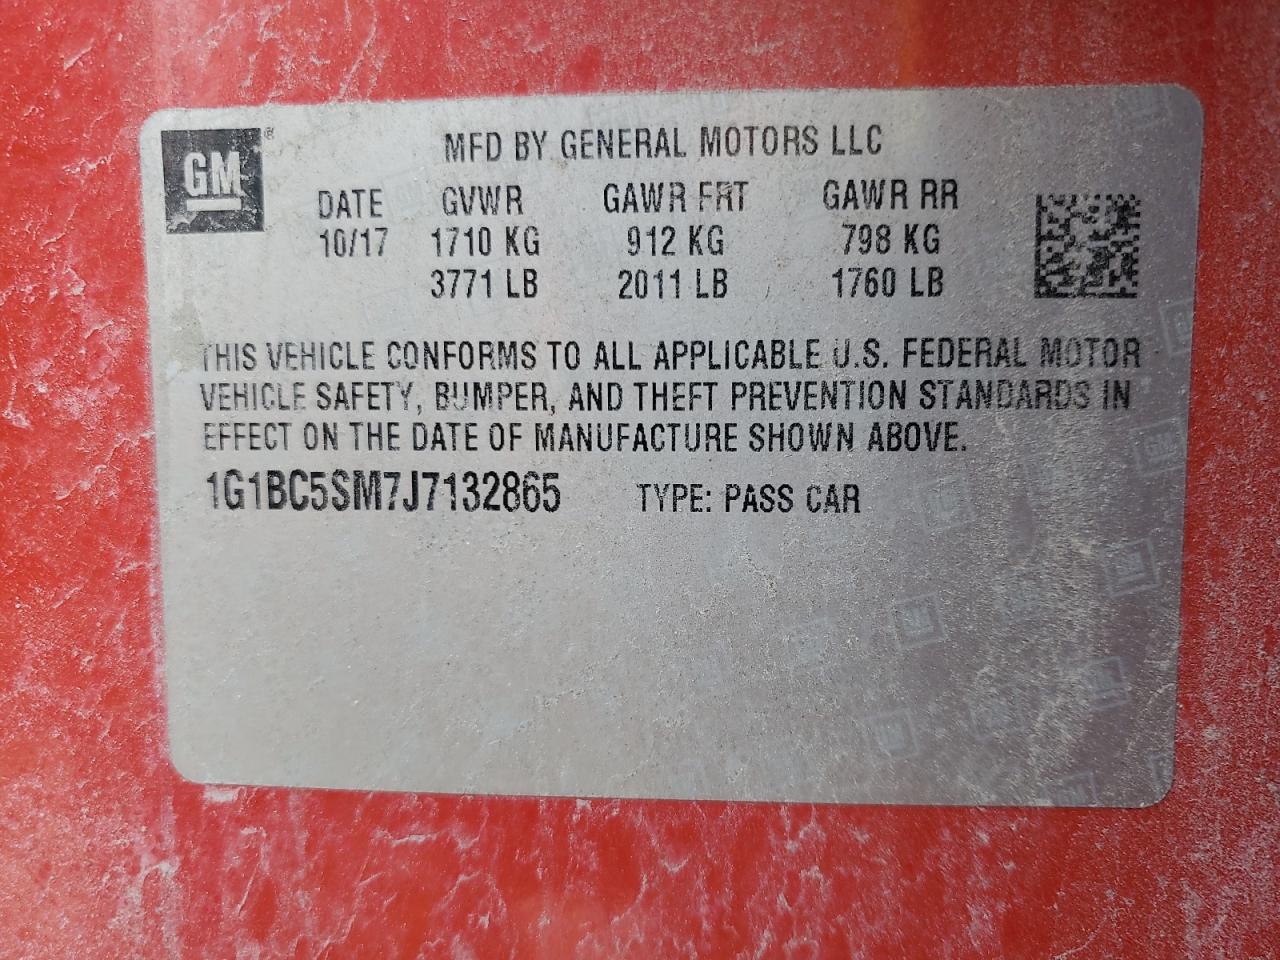 GM®
MFD BY GENERAL MOTORS LLC
DATE GVWR GAWR FRT GAWR RR
10/17 1710 KG 912 KG 798 KG
3771 LB 2011 LB 1760 LB
THIS VEHICLE CONFORMS TO ALL APPLICABLE U.S. FEDERAL MOTOR
VEHICLE SAFETY, BUMPER, AND THEFT PREVENTION STANDARDS IN
EFFECT ON THE DATE OF MANUFACTURE SHOWN ABOVE.
1G1BC5SM7J7132865 TYPE: PASS CAR